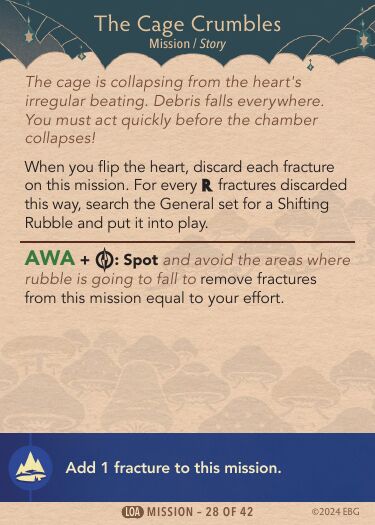 The Cage Crumbles
Mission / Story
The cage is collapsing from the heart's
irregular beating. Debris falls everywhere.
You must act quickly before the chamber
collapses!
When you flip the heart, discard each fracture
on this mission. For every R fractures discarded
this way, search the General set for a Shifting
Rubble and put it into play.
AWA + : Spot and avoid the areas where
rubble is going to fall to remove fractures
from this mission equal to your effort.
Add 1 fracture to this mission.
LOA MISSION – 28 OF 42
©2024 EBG